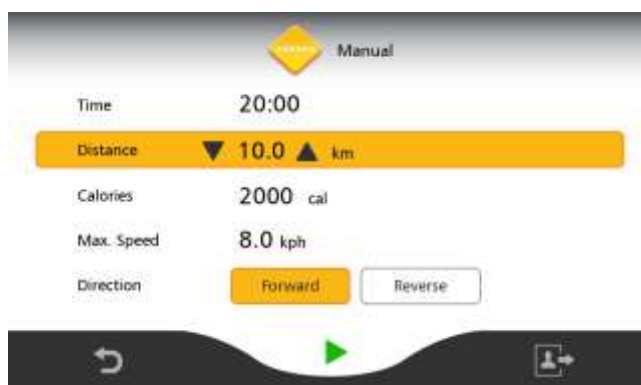 Manual
Time 20:00
Distance 10.0 km
Calories 2000 cal
Max. Speed 8.0 kph
Direction Forward Reverse